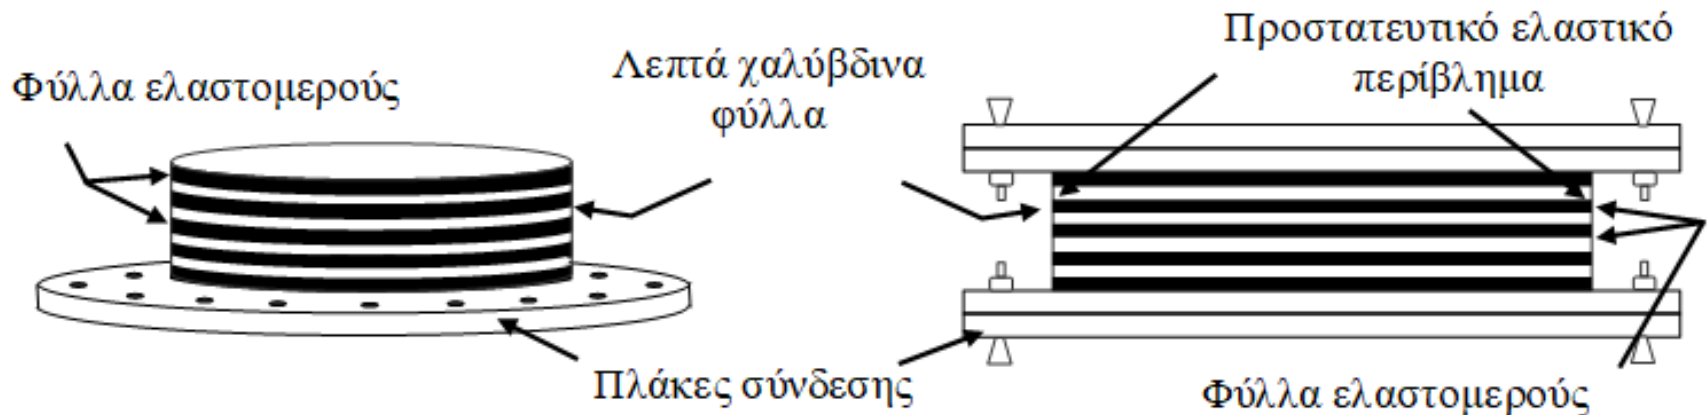 Φύλλα ελαστομερούς
Λεπτά χαλύβδινα
φύλλα
Προστατευτικό ελαστικό
περίβλημα
Πλάκες σύνδεσης
Φύλλα ελαστομερούς